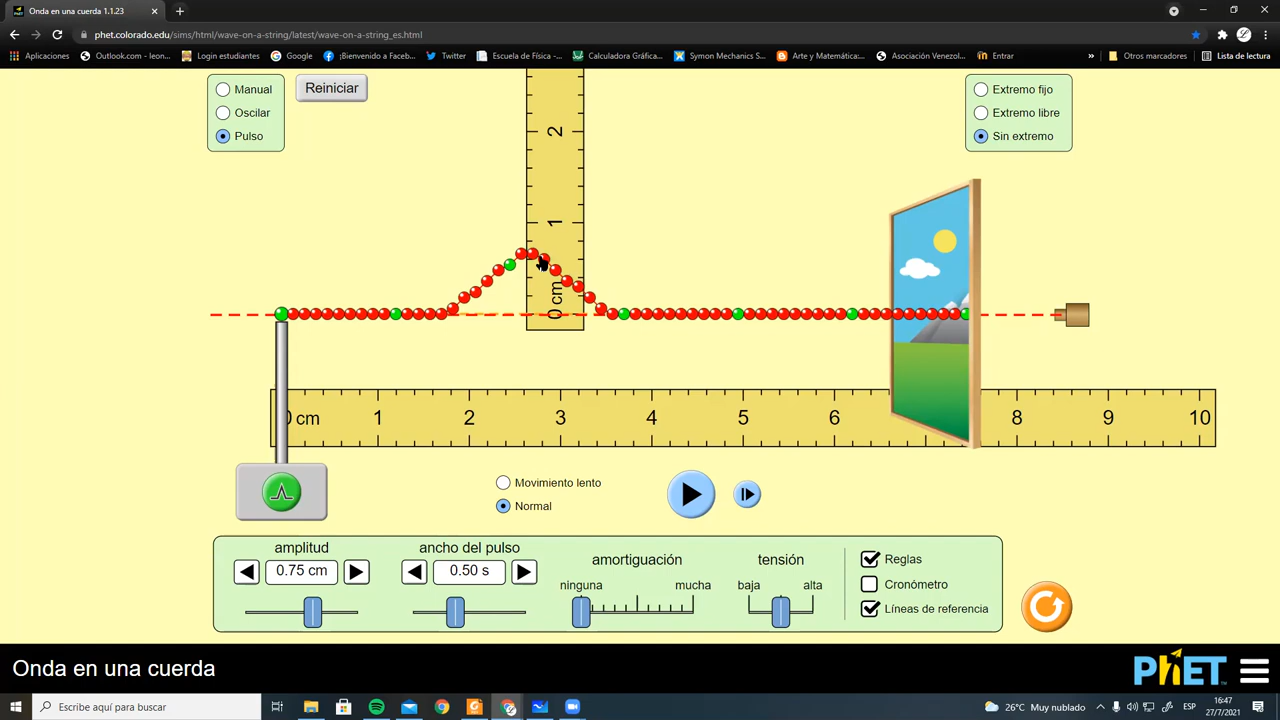 Onda en una cuerda 1.1.23
phet.colorado.edu/sims/html/wave-on-a-string/latest/wave-on-a-string_es.html
Aplicaciones Outlook.com - leon... Login estudiantes Google ¡Bienvenido a Faceb... Twitter Escuela de Física -... Calculadora Gráfica... Symon Mechanics S... Arte y Matemática:... Asociación Venezol... Entrar » Otros marcadores Lista de lectura
Manual
Oscilar
Pulso
Reiniciar
Extremo fijo
Extremo libre
Sin extremo
2
1
0 cm
0 cm 1 2 3 4 5 6 8 9 10
Movimiento lento
Normal
amplitud
0.75 cm
ancho del pulso
0.50 s
amortiguación
ninguna mucha
tensión
baja alta
Reglas
Cronómetro
Líneas de referencia
Onda en una cuerda
PhET
Escribe aquí para buscar
26°C Muy nublado
ESP
16:47
27/7/2021